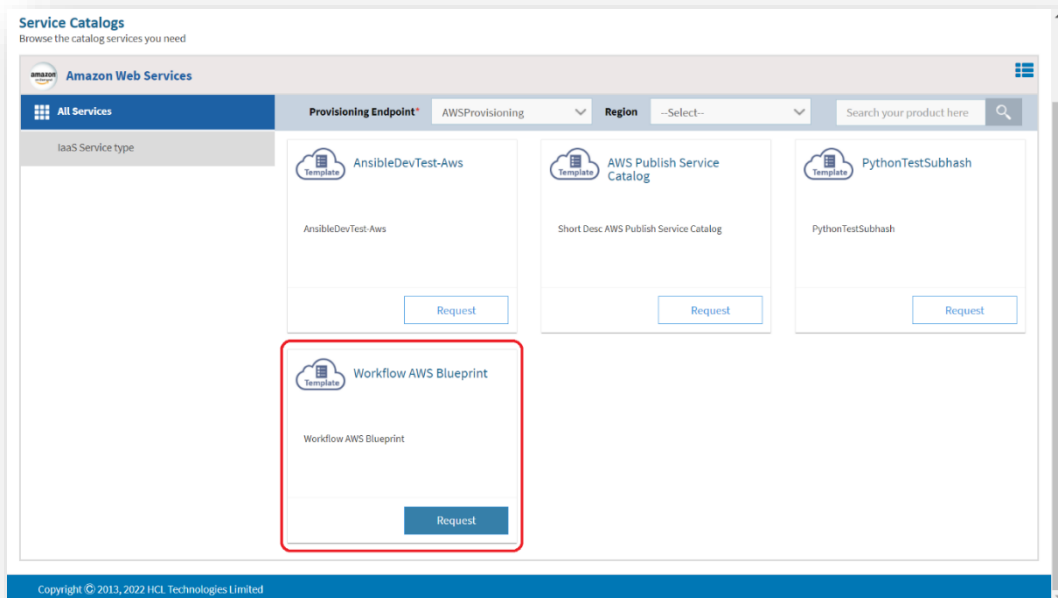 Service Catalogs
Browse the catalog services you need
amazon
Amazon Web Services
All Services
Provisioning Endpoint*
AWSProvisioning
Region
--Select--
Search your product here
IaaS Service type
Template
AnsibleDevTest-Aws
AnsibleDevTest-Aws
Request
Template
AWS Publish Service
Catalog
Short Desc AWS Publish Service Catalog
Request
Template
PythonTestSubhash
PythonTestSubhash
Request
Template
Workflow AWS Blueprint
Workflow AWS Blueprint
Request
Copyright © 2013, 2022 HCL Technologies Limited